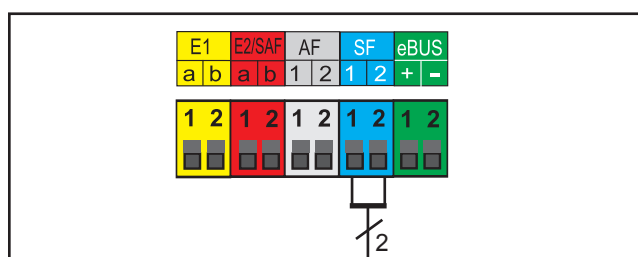 E1 E2/SAF AF SF eBUS
a b a b 1 2 1 2 + -
1 2 1 2 1 2 1 2 1 2
2